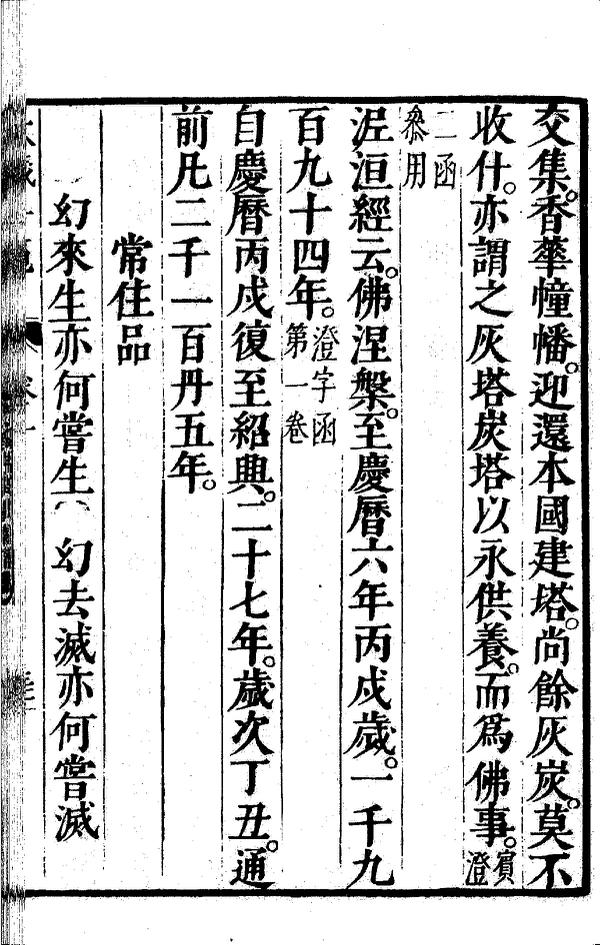 交集。香華幢幡。迎還本國建塔。尚餘灰炭。莫不
收什。亦謂之灰塔炭塔以永供養。而爲佛事。賓澄
二函叅用
泥洹經云。佛涅槃。至慶曆六年丙戍歲。一千九
百九十四年。澄字函第一卷
自慶曆丙戍復至紹興。二十七年。歲次丁丑。通
前凡二千一百丹五年。
常住品
幻來生亦何嘗生 幻去滅亦何嘗滅